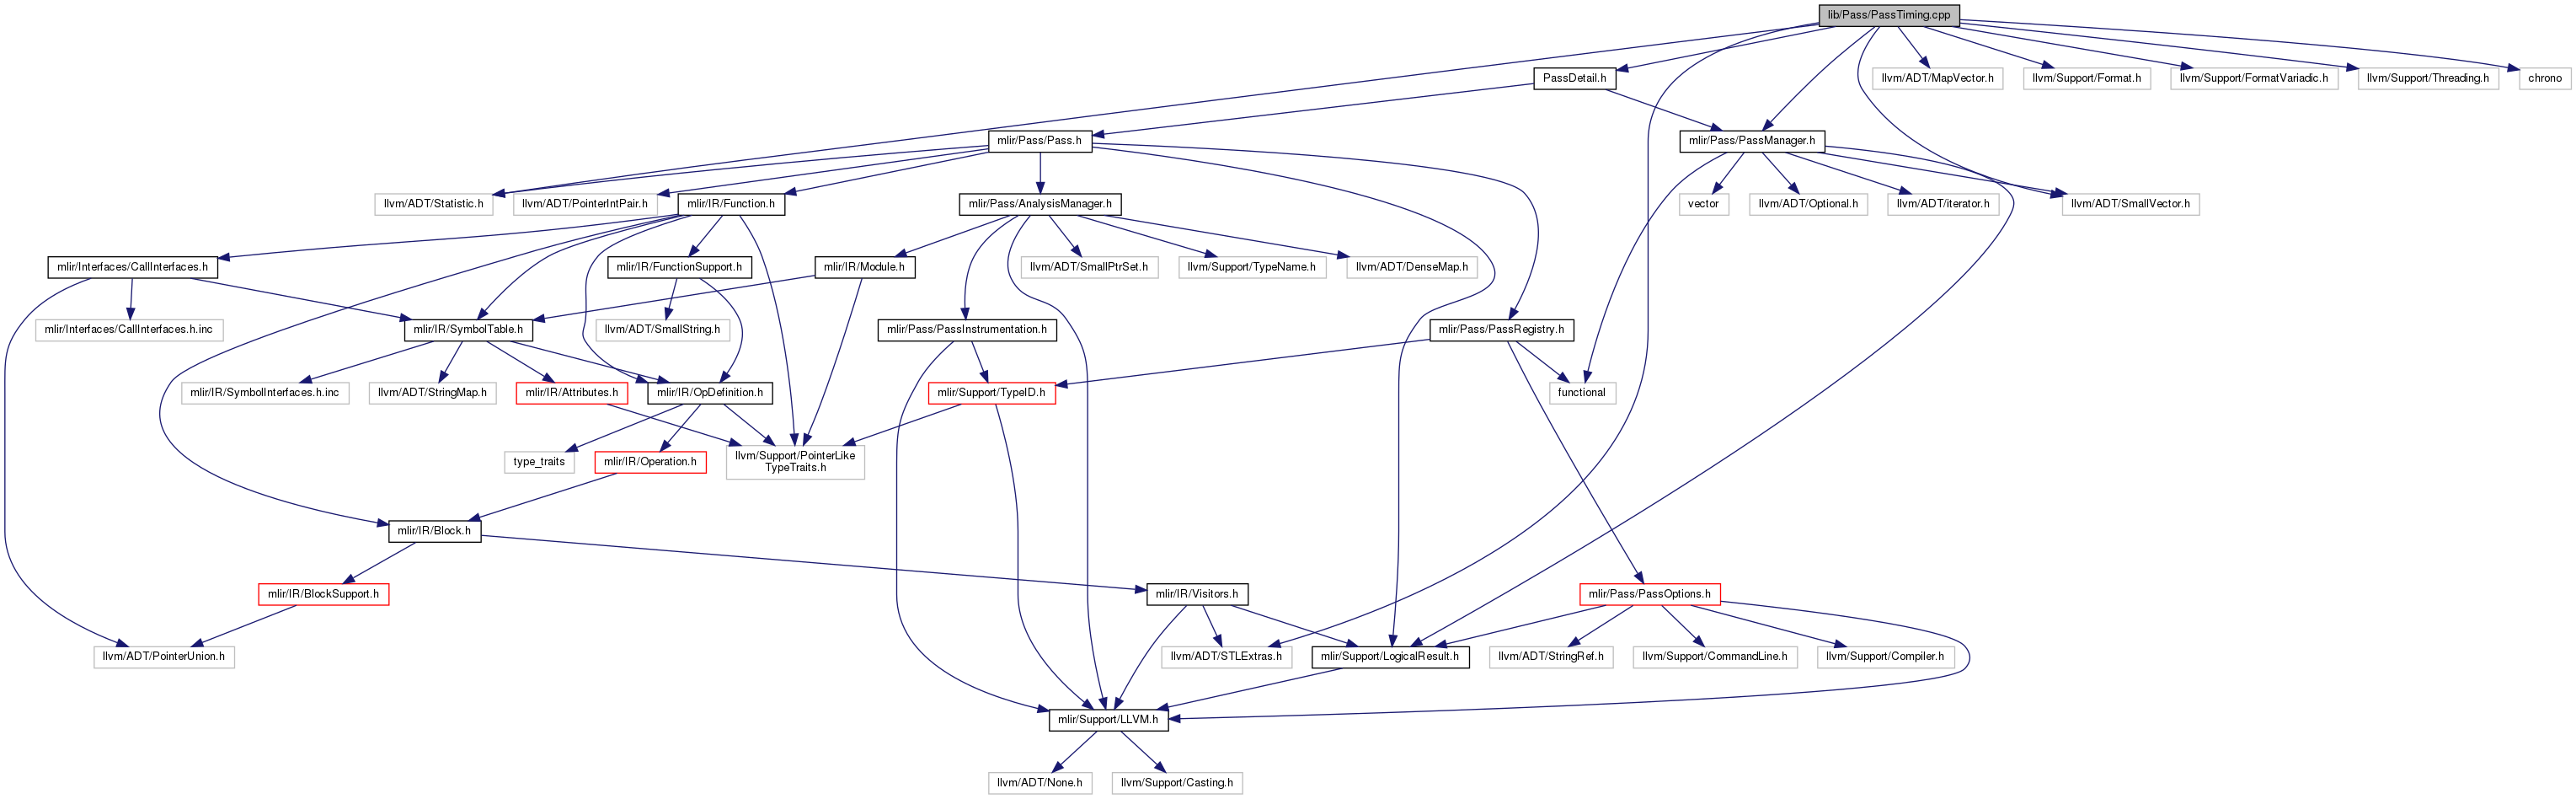 lib/Pass/PassTiming.cpp
PassDetail.h
llvm/ADT/MapVector.h
llvm/Support/Format.h
llvm/Support/FormatVariadic.h
llvm/Support/Threading.h
chrono
mlir/Pass/Pass.h
mlir/Pass/PassManager.h
llvm/ADT/Statistic.h
llvm/ADT/PointerIntPair.h
mlir/IR/Function.h
mlir/Pass/AnalysisManager.h
vector
llvm/ADT/Optional.h
llvm/ADT/iterator.h
llvm/ADT/SmallVector.h
mlir/Interfaces/CallInterfaces.h
mlir/IR/FunctionSupport.h
mlir/IR/Module.h
llvm/ADT/SmallPtrSet.h
llvm/Support/TypeName.h
llvm/ADT/DenseMap.h
mlir/Interfaces/CallInterfaces.h.inc
mlir/IR/SymbolTable.h
llvm/ADT/SmallString.h
mlir/Pass/PassInstrumentation.h
mlir/Pass/PassRegistry.h
mlir/IR/SymbolInterfaces.h.inc
llvm/ADT/StringMap.h
mlir/IR/Attributes.h
mlir/IR/OpDefinition.h
mlir/Support/TypeID.h
functional
type_traits
mlir/IR/Operation.h
llvm/Support/PointerLike
TypeTraits.h
mlir/IR/Block.h
mlir/IR/BlockSupport.h
mlir/IR/Visitors.h
mlir/Pass/PassOptions.h
llvm/ADT/PointerUnion.h
llvm/ADT/STLExtras.h
mlir/Support/LogicalResult.h
llvm/ADT/StringRef.h
llvm/Support/CommandLine.h
llvm/Support/Compiler.h
mlir/Support/LLVM.h
llvm/ADT/None.h
llvm/Support/Casting.h